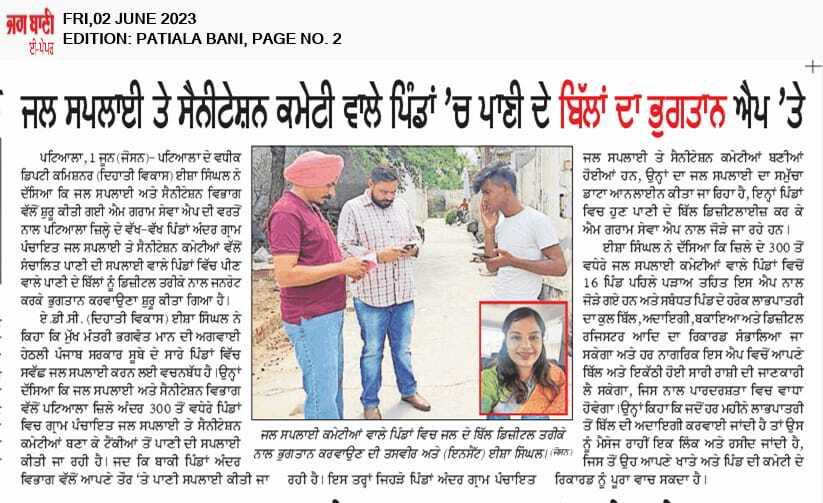 ਜਗ ਬਾਣੀ
ਈ-ਪੇਪਰ
FRI,02 JUNE 2023
EDITION: PATIALA BANI, PAGE NO. 2
ਜਲ ਸਪਲਾਈ ਤੇ ਸੈਨੀਟੇਸ਼ਨ ਕਮੇਟੀ ਵਾਲੇ ਪਿੰਡਾਂ ’ਚ ਪਾਣੀ ਦੇ ਬਿੱਲਾਂ ਦਾ ਭੁਗਤਾਨ ਐਪ ’ਤੇ
ਪਟਿਆਲਾ, 1 ਜੂਨ (ਜੋਸਨ)- ਪਟਿਆਲਾ ਦੇ ਵਧੀਕ
ਡਿਪਟੀ ਕਮਿਸ਼ਨਰ (ਦਿਹਾਤੀ ਵਿਕਾਸ) ਈਸ਼ਾ ਸਿੰਘਲ ਨੇ
ਦੱਸਿਆ ਕਿ ਜਲ ਸਪਲਾਈ ਅਤੇ ਸੈਨੀਟੇਸ਼ਨ ਵਿਭਾਗ
ਵੱਲੋਂ ਸ਼ੁਰੂ ਕੀਤੀ ਗਈ ਐਮ ਗਰਾਮ ਸੇਵਾ ਐਪ ਦੀ ਵਰਤੋਂ
ਨਾਲ ਪਟਿਆਲਾ ਜ਼ਿਲ੍ਹੇ ਦੇ ਵੱਖ-ਵੱਖ ਪਿੰਡਾਂ ਅੰਦਰ ਗ੍ਰਾਮ
ਪੰਚਾਇਤ ਜਲ ਸਪਲਾਈ ਤੇ ਸੈਨੀਟੇਸ਼ਨ ਕਮੇਟੀਆਂ ਵੱਲੋਂ
ਸੰਚਾਲਿਤ ਪਾਣੀ ਦੀ ਸਪਲਾਈ ਵਾਲੇ ਪਿੰਡਾਂ ਵਿੱਚ ਪੀਣ
ਵਾਲੇ ਪਾਣੀ ਦੇ ਬਿੱਲਾਂ ਨੂੰ ਡਿਜ਼ੀਟਲ ਤਰੀਕੇ ਨਾਲ ਜਨਰੇਟ
ਕਰਕੇ ਭੁਗਤਾਨ ਕਰਵਾਉਣਾ ਸ਼ੁਰੂ ਕੀਤਾ ਗਿਆ ਹੈ।
ਏ.ਡੀ.ਸੀ. (ਦਿਹਾਤੀ ਵਿਕਾਸ) ਈਸ਼ਾ ਸਿੰਘਲ ਨੇ
ਕਿਹਾ ਕਿ ਮੁੱਖ ਮੰਤਰੀ ਭਗਵੰਤ ਮਾਨ ਦੀ ਅਗਵਾਈ
ਹੇਠਲੀ ਪੰਜਾਬ ਸਰਕਾਰ ਸੂਬੇ ਦੇ ਸਾਰੇ ਪਿੰਡਾਂ ਵਿੱਚ
ਸਵੱਛ ਜਲ ਸਪਲਾਈ ਕਰਨ ਲਈ ਵਚਨਬੱਧ ਹੈ।ਉਨ੍ਹਾਂ
ਦੱਸਿਆ ਕਿ ਜਲ ਸਪਲਾਈ ਅਤੇ ਸੈਨੀਟੇਸ਼ਨ ਵਿਭਾਗ
ਵੱਲੋਂ ਪਟਿਆਲਾ ਜ਼ਿਲੇ ਅੰਦਰ 300 ਤੋਂ ਵਧੇਰੇ ਪਿੰਡਾਂ
ਵਿਚ ਗ੍ਰਾਮ ਪੰਚਾਇਤ ਜਲ ਸਪਲਾਈ ਤੇ ਸੈਨੀਟੇਸ਼ਨ
ਕਮੇਟੀਆਂ ਬਣਾ ਕੇ ਟੈਂਕੀਆਂ ਤੋਂ ਪਾਣੀ ਦੀ ਸਪਲਾਈ
ਕੀਤੀ ਜਾ ਰਹੀ ਹੈ। ਜਦ ਕਿ ਬਾਕੀ ਪਿੰਡਾਂ ਅੰਦਰ
ਵਿਭਾਗ ਵੱਲੋਂ ਆਪਣੇ ਤੌਰ ’ਤੇ ਪਾਣੀ ਸਪਲਾਈ ਕੀਤੀ ਜਾ
ਜਲ ਸਪਲਾਈ ਕਮੇਟੀਆਂ ਵਾਲੇ ਪਿੰਡਾਂ ਵਿਚ ਜਲ ਦੇ ਬਿੱਲ ਡਿਜ਼ੀਟਲ ਤਰੀਕੇ
ਨਾਲ ਭੁਗਤਾਨ ਕਰਵਾਉਣ ਦੀ ਤਸਵੀਰ ਅਤੇ (ਇਨਸੈੱਟ) ਈਸ਼ਾ ਸਿੰਘਲ। (ਜੋਸਨ)
ਰਹੀ ਹੈ। ਇਸ ਤਰ੍ਹਾਂ ਜਿਹੜੇ ਪਿੰਡਾਂ ਅੰਦਰ ਗ੍ਰਾਮ ਪੰਚਾਇਤ
ਜਲ ਸਪਲਾਈ ਤੇ ਸੈਨੀਟੇਸ਼ਨ ਕਮੇਟੀਆਂ ਬਣੀਆਂ
ਹੋਈਆਂ ਹਨ, ਉਨ੍ਹਾਂ ਦਾ ਜਲ ਸਪਲਾਈ ਦਾ ਸਮੁੱਚਾ
ਡਾਟਾ ਆਨਲਾਈਨ ਕੀਤਾ ਜਾ ਰਿਹਾ ਹੈ, ਇਨ੍ਹਾਂ ਪਿੰਡਾਂ
ਵਿਚ ਹੁਣ ਪਾਣੀ ਦੇ ਬਿੱਲ ਡਿਜ਼ੀਟਲਾਈਜ਼ ਕਰ ਕੇ
ਐਮ ਗਰਾਮ ਸੇਵਾ ਐਪ ਨਾਲ ਜੋੜੇ ਜਾ ਰਹੇ ਹਨ।
ਈਸ਼ਾ ਸਿੰਘਲ ਨੇ ਦੱਸਿਆ ਕਿ ਜ਼ਿਲੇ ਦੇ 300 ਤੋਂ
ਵਧੇਰੇ ਜਲ ਸਪਲਾਈ ਕਮੇਟੀਆਂ ਵਾਲੇ ਪਿੰਡਾਂ ਵਿਚੋਂ
16 ਪਿੰਡ ਪਹਿਲੇ ਪੜਾਅ ਤਹਿਤ ਇਸ ਐਪ ਨਾਲ
ਜੋੜੇ ਗਏ ਹਨ ਅਤੇ ਸਬੰਧਤ ਪਿੰਡ ਦੇ ਹਰੇਕ ਲਾਭਪਾਤਰੀ
ਦਾ ਕੁਲ ਬਿੱਲ,ਅਦਾਇਗੀ,ਬਕਾਇਆ ਅਤੇ ਡਿਜ਼ੀਟਲ
ਰਜਿਸਟਰ ਆਦਿ ਦਾ ਰਿਕਾਰਡ ਸੰਭਾਲਿਆ ਜਾ
ਸਕੇਗਾ ਅਤੇ ਹਰ ਨਾਗਰਿਕ ਇਸ ਐਪ ਵਿਚੋਂ ਆਪਣੇ
ਬਿੱਲ ਅਤੇ ਇਕੱਠੀ ਹੋਈ ਸਾਰੀ ਰਾਸ਼ੀ ਦੀ ਜਾਣਕਾਰੀ
ਲੈ ਸਕੇਗਾ, ਜਿਸ ਨਾਲ ਪਾਰਦਰਸ਼ਤਾ ਵਿਚ ਵਾਧਾ
ਹੋਵੇਗਾ।ਉਨ੍ਹਾਂ ਕਿਹਾ ਕਿ ਜਦੋਂ ਹਰ ਮਹੀਨੇ ਲਾਭਪਾਤਰੀ
ਤੋਂ ਬਿੱਲ ਦੀ ਅਦਾਇਗੀ ਕਰਵਾਈ ਜਾਂਦੀ ਹੈ ਤਾਂ ਉਸ
ਨੂੰ ਮੈਸੇਜ ਰਾਹੀਂ ਇਕ ਲਿੰਕ ਅਤੇ ਰਸੀਦ ਜਾਂਦੀ ਹੈ,
ਜਿਸ ਤੋਂ ਉਹ ਆਪਣੇ ਖਾਤੇ ਅਤੇ ਪਿੰਡ ਦੀ ਕਮੇਟੀ ਦੇ
ਰਿਕਾਰਡ ਨੂੰ ਪੂਰਾ ਵਾਚ ਸਕਦਾ ਹੈ।